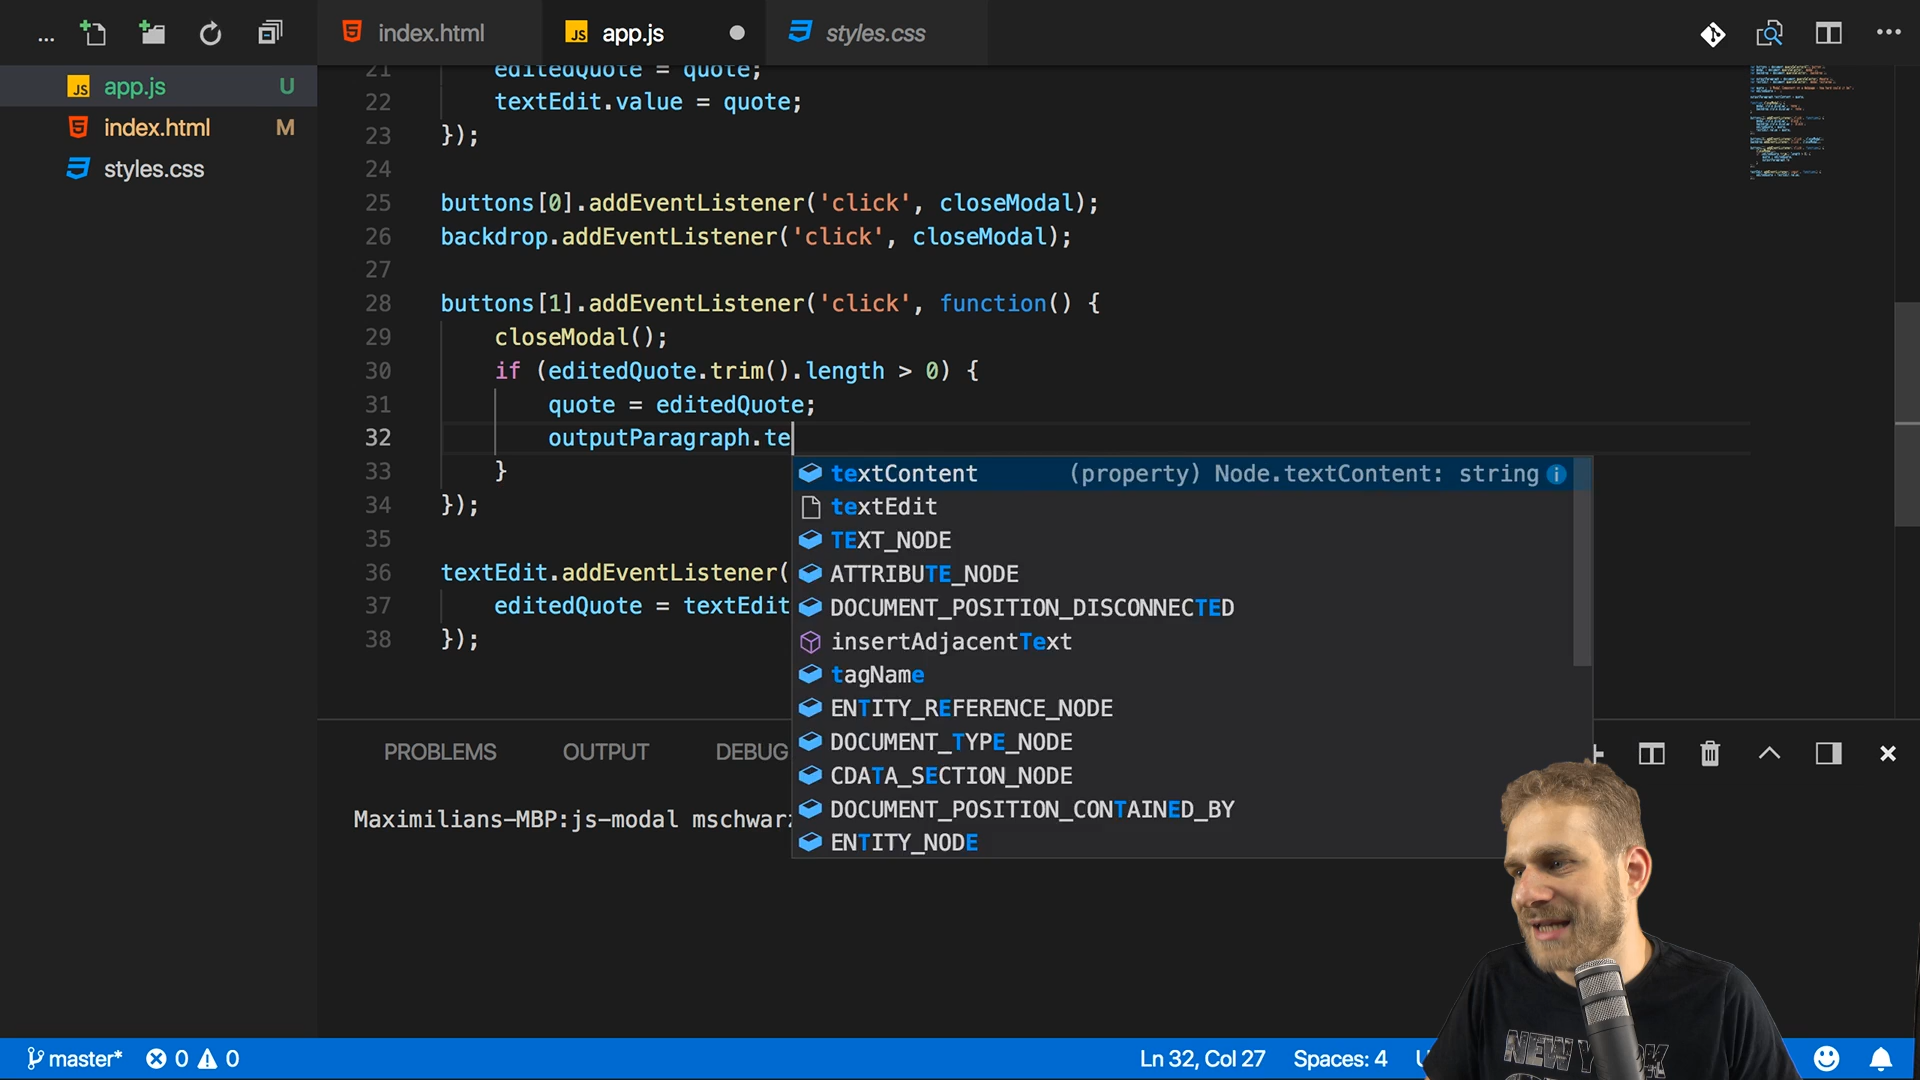 ... index.html app.js styles.css ...
app.js U
index.html M
styles.css
21 editedQuote = quote;
22 textEdit.value = quote;
23 });
24
25 buttons[0].addEventListener('click', closeModal);
26 backdrop.addEventListener('click', closeModal);
27
28 buttons[1].addEventListener('click', function() {
29 closeModal();
30 if (editedQuote.trim().length > 0) {
31 quote = editedQuote;
32 outputParagraph.te
33 }
34 });
35
36 textEdit.addEventListener(
37 editedQuote = textEdit
38 });
textContent (property) Node.textContent: string
textEdit
TEXT_NODE
ATTRIBUTE_NODE
DOCUMENT_POSITION_DISCONNECTED
insertAdjacentText
tagName
ENTITY_REFERENCE_NODE
DOCUMENT_TYPE_NODE
CDATA_SECTION_NODE
DOCUMENT_POSITION_CONTAINED_BY
ENTITY_NODE
PROBLEMS OUTPUT DEBUG
Maximilians-MBP:js-modal mschwarz
NEW
master* 0 0 Ln 32, Col 27 Spaces: 4